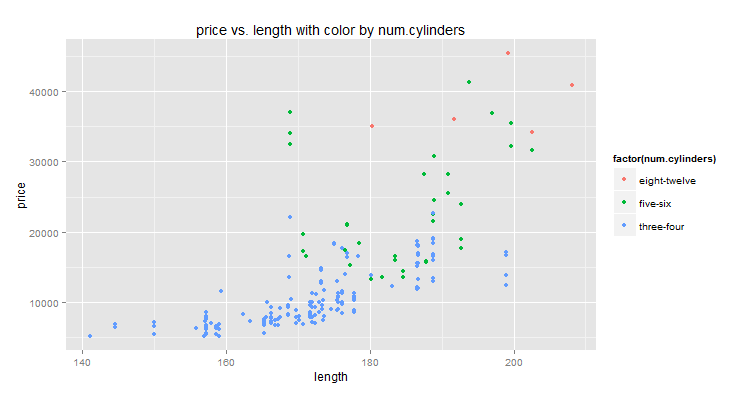 price vs. length with color by num.cylinders
price
40000
30000
20000
10000
140
160
180
200
length
factor(num.cylinders)
eight-twelve
five-six
three-four